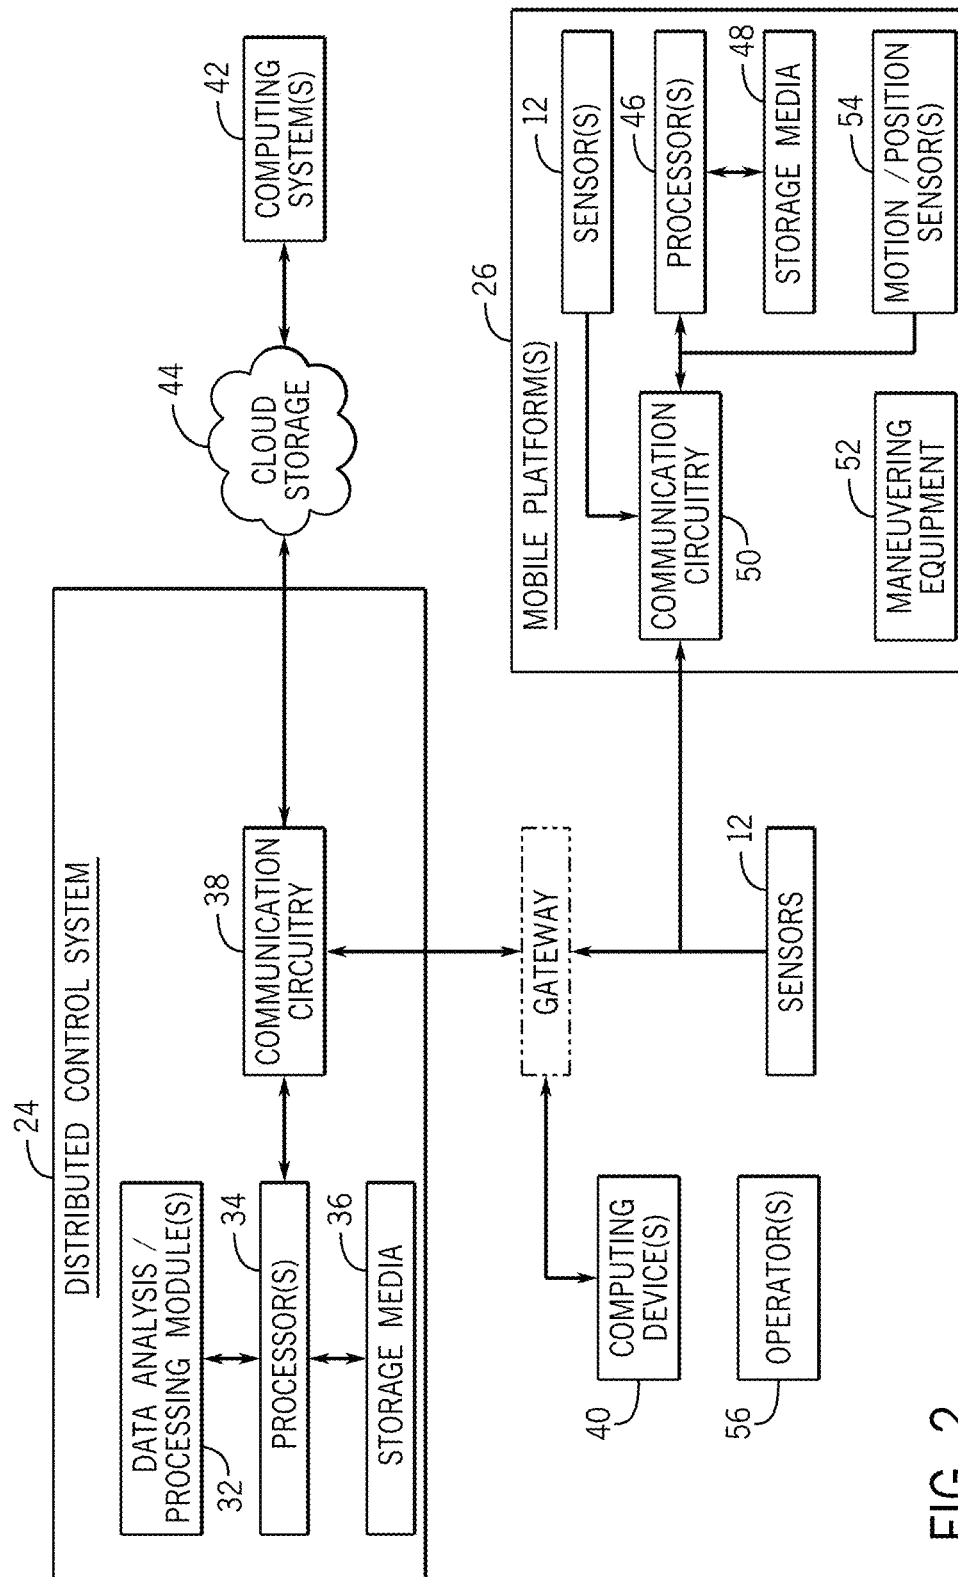 24
DISTRIBUTED CONTROL SYSTEM
DATA ANALYSIS /
PROCESSING MODULE(S)
32
34
PROCESSOR(S)
36
STORAGE MEDIA
38
COMMUNICATION
CIRCUITRY
44
CLOUD
STORAGE
42
COMPUTING
SYSTEM(S)
GATEWAY
COMPUTING
DEVICE(S)
40
OPERATOR(S)
56
12
SENSORS
26
MOBILE PLATFORM(S)
12
SENSOR(S)
46
PROCESSOR(S)
48
STORAGE MEDIA
54
MOTION / POSITION
SENSOR(S)
COMMUNICATION
CIRCUITRY
50
52
MANEUVERING
EQUIPMENT
FIG. 2